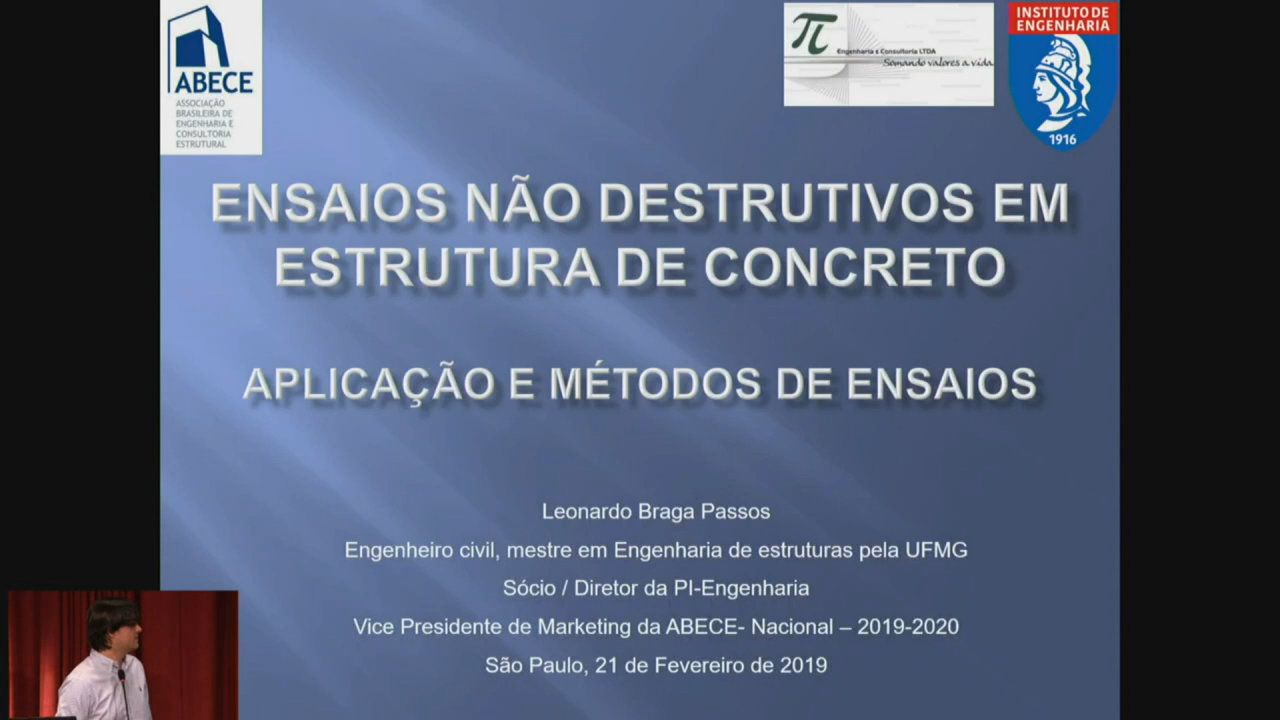 ABECE
ASSOCIAÇÃO
BRASILEIRA DE
ENGENHARIA E
CONSULTORIA
ESTRUTURAL
Engenharia e Consultoria LTDA
Somando valores a vida
INSTITUTO DE
ENGENHARIA
1916
ENSAIOS NÃO DESTRUTIVOS EM
ESTRUTURA DE CONCRETO
APLICAÇÃO E MÉTODOS DE ENSAIOS
Leonardo Braga Passos
Engenheiro civil, mestre em Engenharia de estruturas pela UFMG
Sócio / Diretor da PI-Engenharia
Vice Presidente de Marketing da ABECE- Nacional – 2019-2020
São Paulo, 21 de Fevereiro de 2019